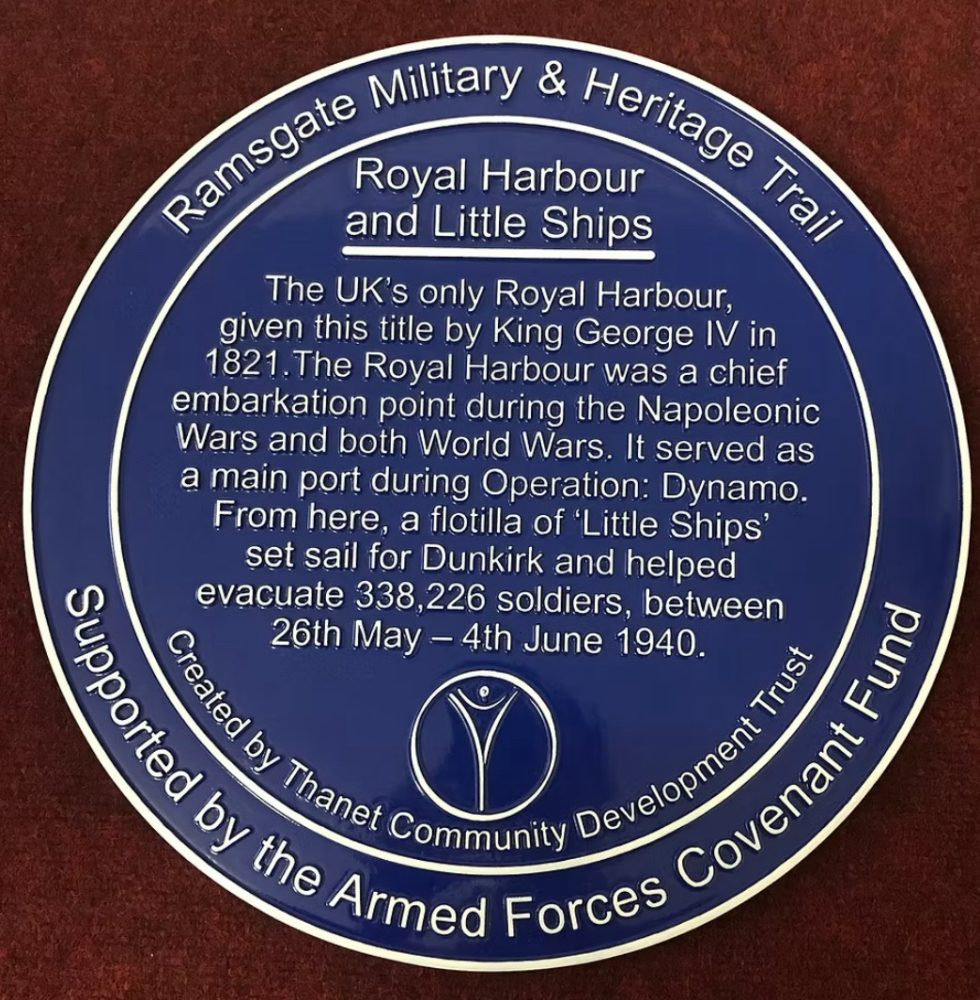 Ramsgate Military & Heritage Trail
Royal Harbour
and Little Ships
The UK's only Royal Harbour,
given this title by King George IV in
1821.The Royal Harbour was a chief
embarkation point during the Napoleonic
Wars and both World Wars. It served as
a main port during Operation: Dynamo.
From here, a flotilla of ‘Little Ships’
set sail for Dunkirk and helped
evacuate 338,226 soldiers, between
26th May – 4th June 1940.
Created by Thanet Community Development Trust
Supported by the Armed Forces Covenant Fund